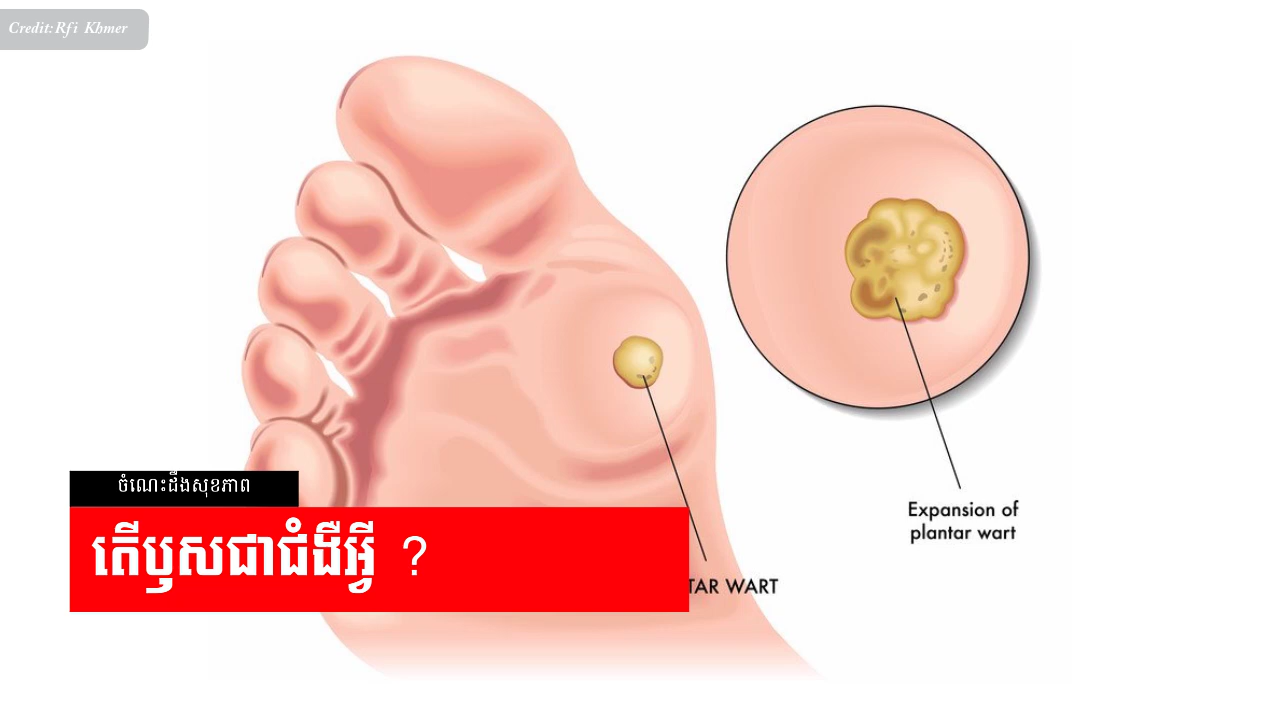 Credit:Rfi Khmer
ចំណេះដឹងសុខភាព
តើឫសជាជំងឺអ្វី ?
Expansion of
plantar wart
TAR WART